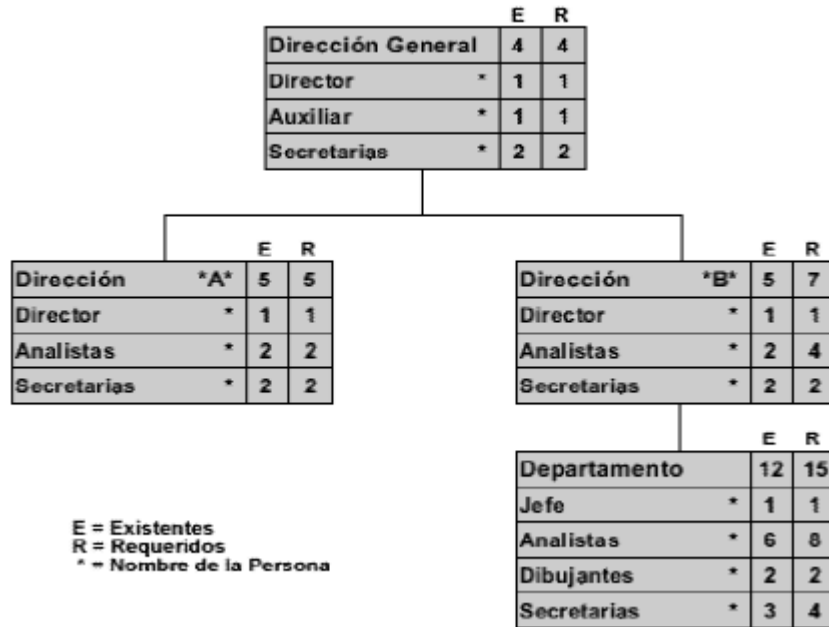 E R
Dirección General 4 4
Director * 1 1
Auxiliar * 1 1
Secretarias * 2 2
E R
Dirección *A* 5 5
Director * 1 1
Analistas * 2 2
Secretarias * 2 2
E R
Dirección *B* 5 7
Director * 1 1
Analistas * 2 4
Secretarias * 2 2
E R
Departamento 12 15
Jefe * 1 1
Analistas * 6 8
Dibujantes * 2 2
Secretarias * 3 4
E = Existentes
R = Requeridos
* = Nombre de la Persona